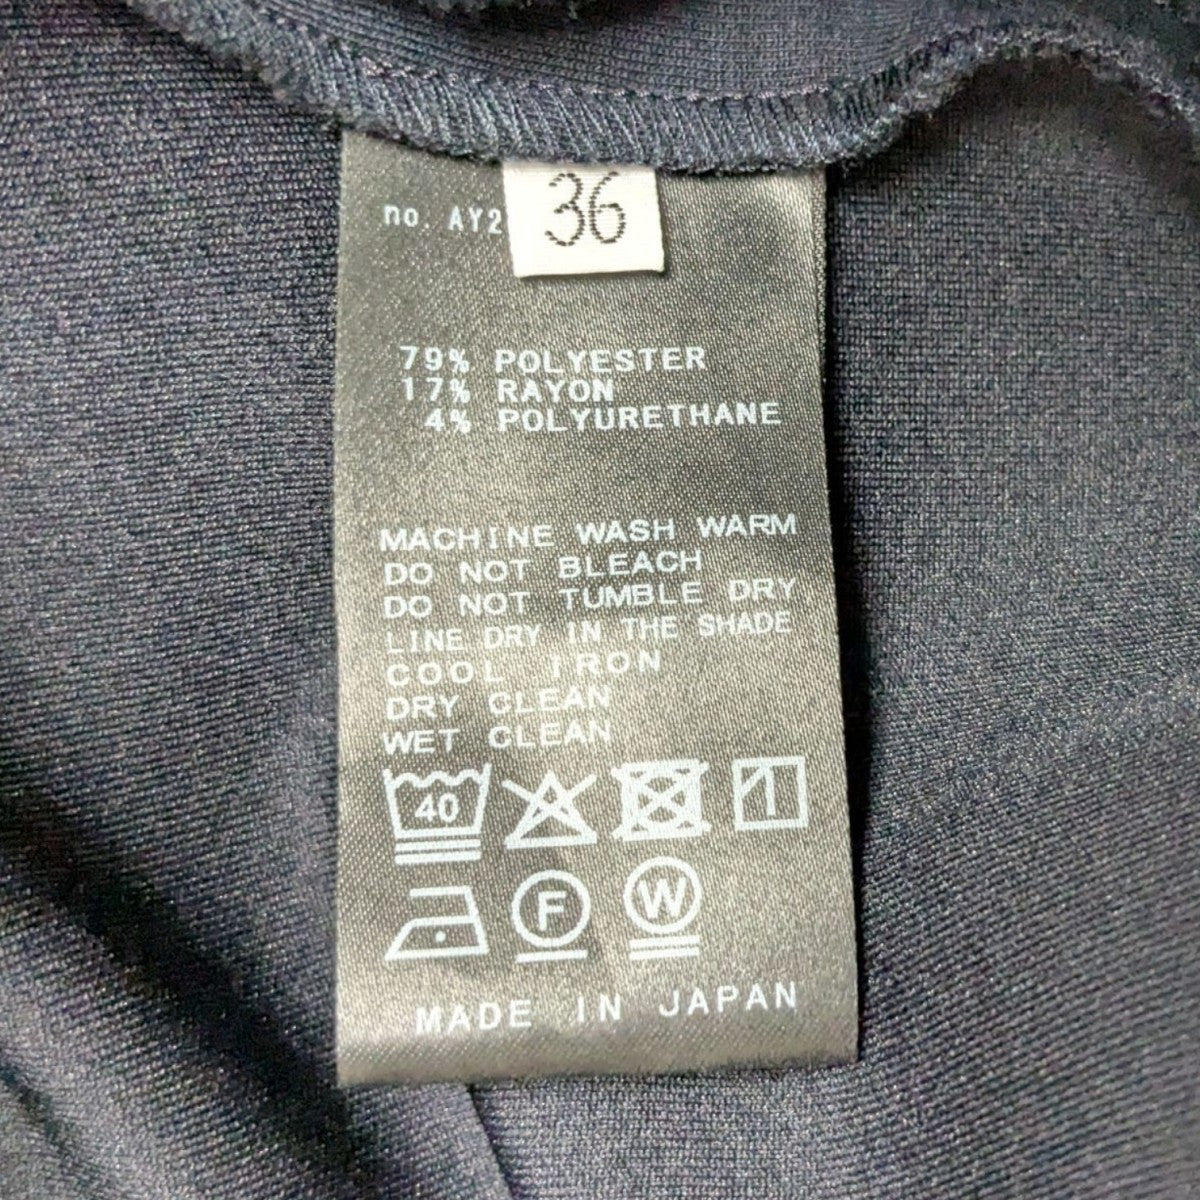 36
no. AY2
79% POLYESTER
17% RAYON
4% POLYURETHANE
MACHINE WASH WARM
DO NOT BLEACH
DO NOT TUMBLE DRY
LINE DRY IN THE SHADE
COOL IRON
DRY CLEAN
WET CLEAN
40
F W
MADE IN JAPAN